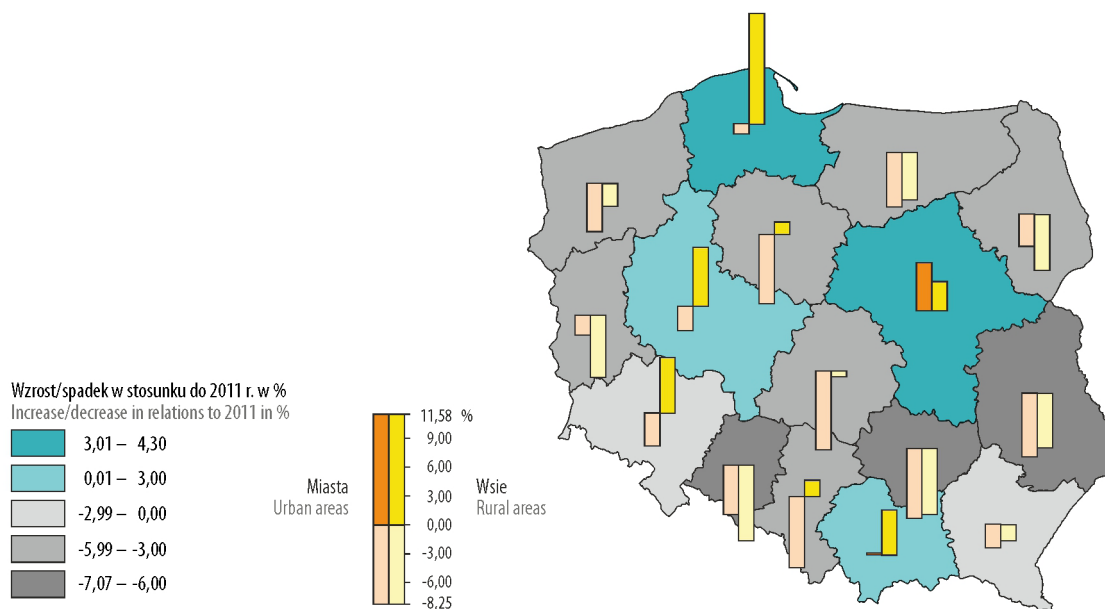 Wzrost/spadek w stosunku do 2011 r. w %
Increase/decrease in relations to 2011 in %
3,01 – 4,30
0,01 – 3,00
-2,99 – 0,00
-5,99 – -3,00
-7,07 – -6,00
Miasta
Urban areas
11,58 %
9,00
6,00
3,00
0,00
-3,00
-6,00
-8,25
Wsie
Rural areas